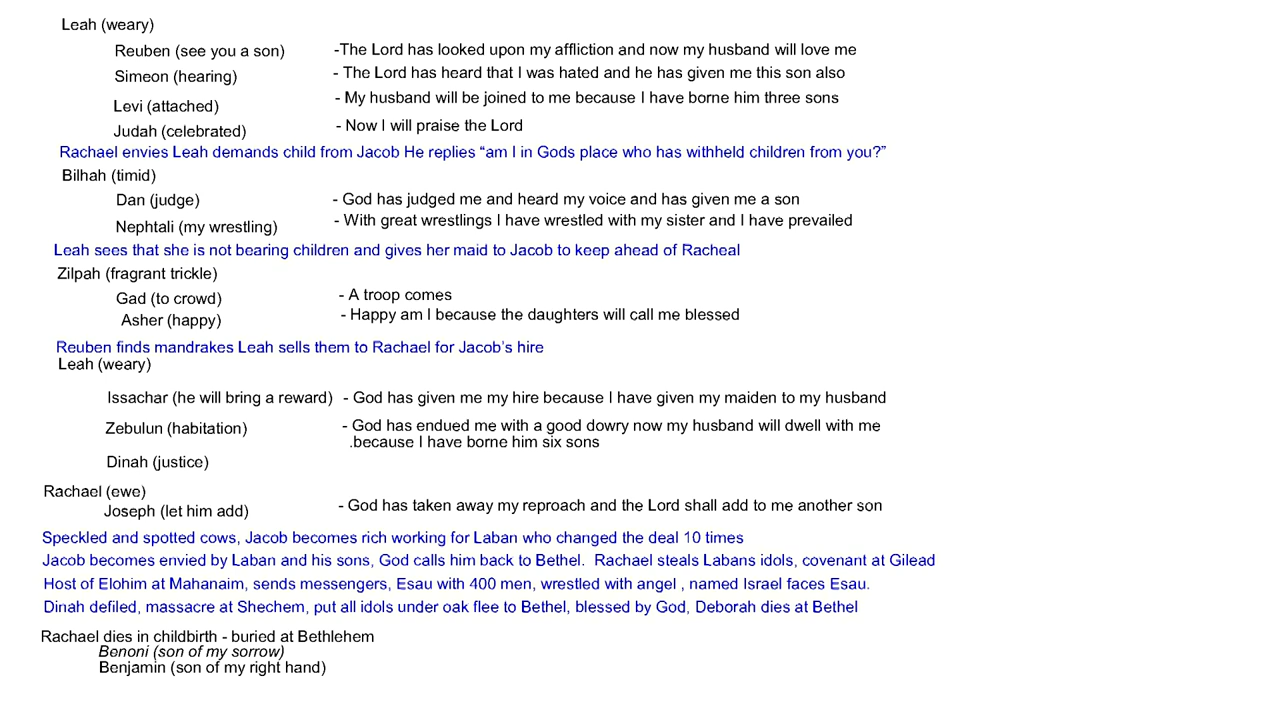 Leah (weary)
Reuben (see you a son) -The Lord has looked upon my affliction and now my husband will love me
Simeon (hearing) - The Lord has heard that I was hated and he has given me this son also
Levi (attached) - My husband will be joined to me because I have borne him three sons
Judah (celebrated) - Now I will praise the Lord
Rachael envies Leah demands child from Jacob He replies “am I in Gods place who has withheld children from you?”
Bilhah (timid)
Dan (judge) - God has judged me and heard my voice and has given me a son
Nephtali (my wrestling) - With great wrestlings I have wrestled with my sister and I have prevailed
Leah sees that she is not bearing children and gives her maid to Jacob to keep ahead of Racheal
Zilpah (fragrant trickle)
Gad (to crowd) - A troop comes
Asher (happy) - Happy am I because the daughters will call me blessed
Reuben finds mandrakes Leah sells them to Rachael for Jacob’s hire
Leah (weary)
Issachar (he will bring a reward) - God has given me my hire because I have given my maiden to my husband
Zebulun (habitation) - God has endued me with a good dowry now my husband will dwell with me
.because I have borne him six sons
Dinah (justice)
Rachael (ewe)
Joseph (let him add) - God has taken away my reproach and the Lord shall add to me another son
Speckled and spotted cows, Jacob becomes rich working for Laban who changed the deal 10 times
Jacob becomes envied by Laban and his sons, God calls him back to Bethel. Rachael steals Labans idols, covenant at Gilead
Host of Elohim at Mahanaim, sends messengers, Esau with 400 men, wrestled with angel , named Israel faces Esau.
Dinah defiled, massacre at Shechem, put all idols under oak flee to Bethel, blessed by God, Deborah dies at Bethel
Rachael dies in childbirth - buried at Bethlehem
Benoni (son of my sorrow)
Benjamin (son of my right hand)